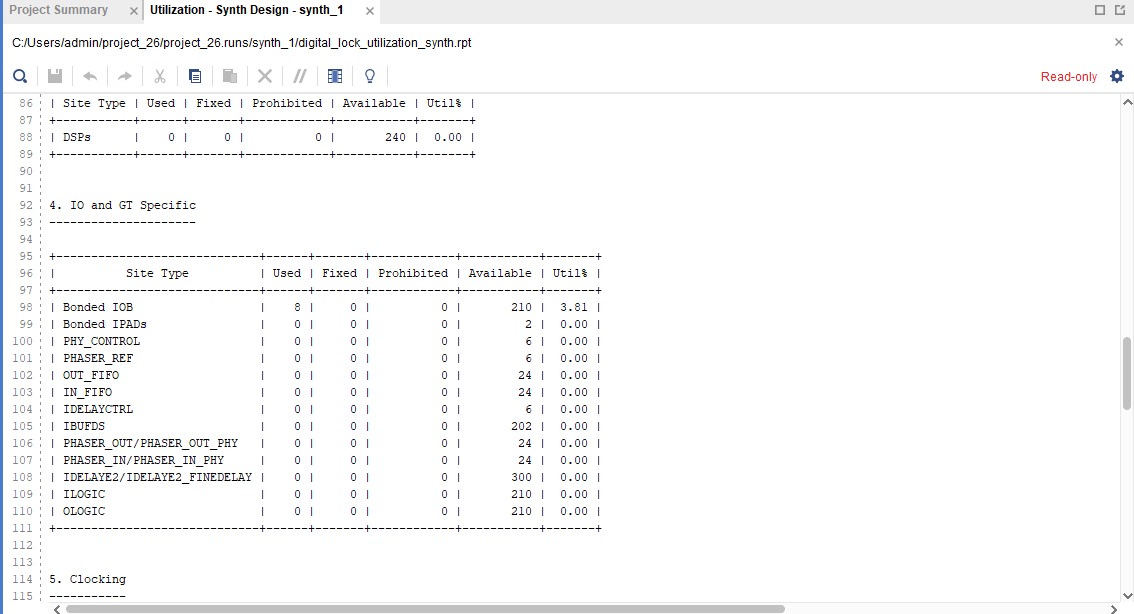 Project Summary × Utilization - Synth Design - synth_1 ×
C:/Users/admin/project_26/project_26.runs/synth_1/digital_lock_utilization_synth.rpt ×
Read-only
86 | Site Type | Used | Fixed | Prohibited | Available | Util% |
87 +-----------+------+-------+------------+-----------+-------+
88 | DSPs      |    0 |     0 |          0 |       240 |  0.00 |
89 +-----------+------+-------+------------+-----------+-------+
90
91
92 4. IO and GT Specific
93 ---------------------
94
95 +-----------------------------+------+-------+------------+-----------+-------+
96 |          Site Type          | Used | Fixed | Prohibited | Available | Util% |
97 +-----------------------------+------+-------+------------+-----------+-------+
98 | Bonded IOB                  |    8 |     0 |          0 |       210 |  3.81 |
99 | Bonded IPADs                |    0 |     0 |          0 |         2 |  0.00 |
100 | PHY_CONTROL                 |    0 |     0 |          0 |         6 |  0.00 |
101 | PHASER_REF                  |    0 |     0 |          0 |         6 |  0.00 |
102 | OUT_FIFO                    |    0 |     0 |          0 |        24 |  0.00 |
103 | IN_FIFO                     |    0 |     0 |          0 |        24 |  0.00 |
104 | IDELAYCTRL                  |    0 |     0 |          0 |         6 |  0.00 |
105 | IBUFDS                      |    0 |     0 |          0 |       202 |  0.00 |
106 | PHASER_OUT/PHASER_OUT_PHY   |    0 |     0 |          0 |        24 |  0.00 |
107 | PHASER_IN/PHASER_IN_PHY     |    0 |     0 |          0 |        24 |  0.00 |
108 | IDELAYE2/IDELAYE2_FINEDELAY |    0 |     0 |          0 |       300 |  0.00 |
109 | ILOGIC                      |    0 |     0 |          0 |       210 |  0.00 |
110 | OLOGIC                      |    0 |     0 |          0 |       210 |  0.00 |
111 +-----------------------------+------+-------+------------+-----------+-------+
112
113
114 5. Clocking
115 -----------